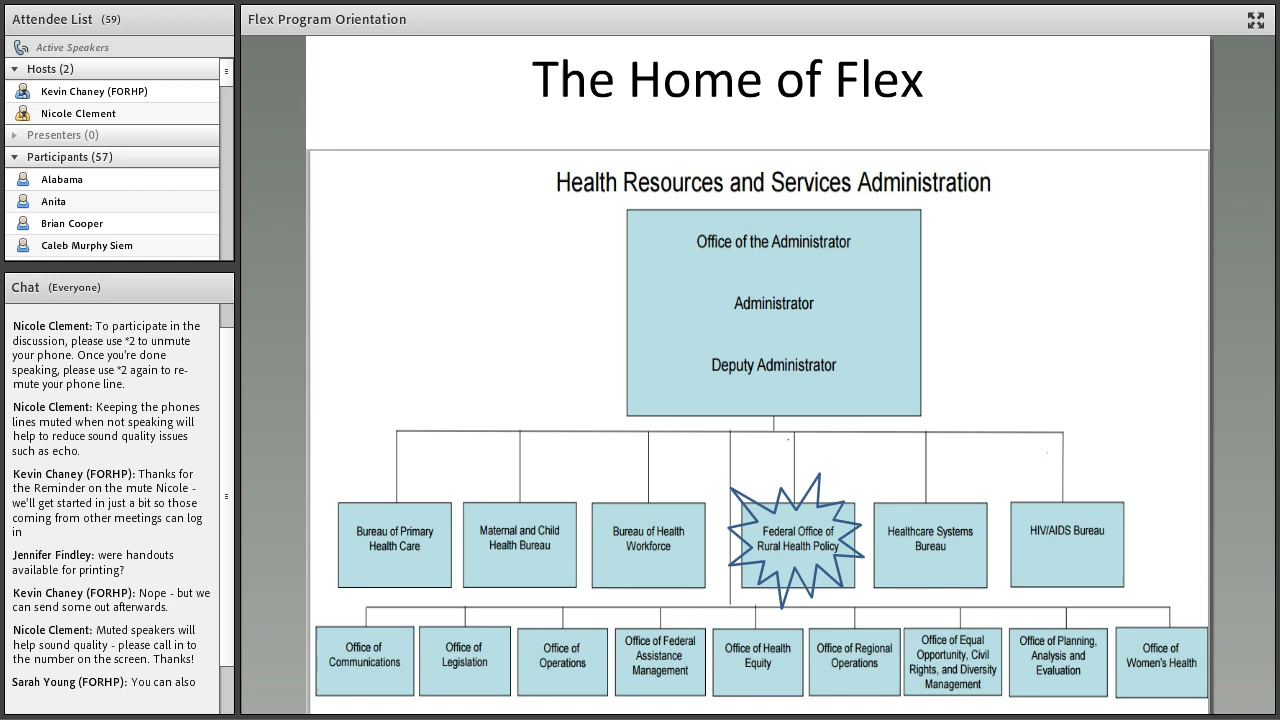 Attendee List (59)
Active Speakers
Hosts (2)
Kevin Chaney (FORHP)
Nicole Clement
Presenters (0)
Participants (57)
Alabama
Anita
Brian Cooper
Caleb Murphy Siem
Chat (Everyone)
Nicole Clement: To participate in the
discussion, please use *2 to unmute
your phone. Once you're done
speaking, please use *2 again to re-
mute your phone line.
Nicole Clement: Keeping the phones
lines muted when not speaking will
help to reduce sound quality issues
such as echo.
Kevin Chaney (FORHP): Thanks for
the Reminder on the mute Nicole -
we'll get started in just a bit so those
coming from other meetings can log
in
Jennifer Findley: were handouts
available for printing?
Kevin Chaney (FORHP): Nope - but we
can send some out afterwards.
Nicole Clement: Muted speakers will
help sound quality - please call in to
the number on the screen. Thanks!
Sarah Young (FORHP): You can also
Flex Program Orientation
The Home of Flex
Health Resources and Services Administration
Office of the Administrator
Administrator
Deputy Administrator
Bureau of Primary
Health Care
Maternal and Child
Health Bureau
Bureau of Health
Workforce
Federal Office of
Rural Health Policy
Healthcare Systems
Bureau
HIV/AIDS Bureau
Office of
Communications
Office of
Legislation
Office of
Operations
Office of Federal
Assistance
Management
Office of Health
Equity
Office of Regional
Operations
Office of Equal
Opportunity, Civil
Rights, and Diversity
Management
Office of Planning,
Analysis and
Evaluation
Office of
Women's Health